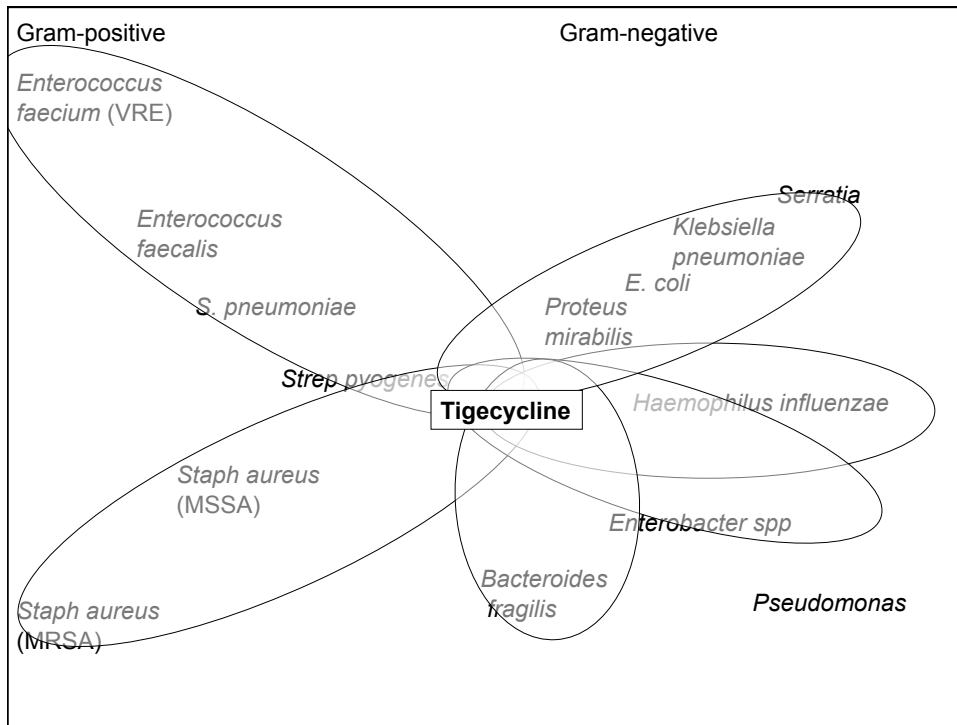 Gram-positive
Gram-negative
Enterococcus
faecium (VRE)
Serratia
Enterococcus
faecalis
Klebsiella
pneumoniae
E. coli
S. pneumoniae
Proteus
mirabilis
Strep pyogenes
Tigecycline
Haemophilus influenzae
Staph aureus
(MSSA)
Enterobacter spp
Bacteroides
fragilis
Pseudomonas
Staph aureus
(MRSA)